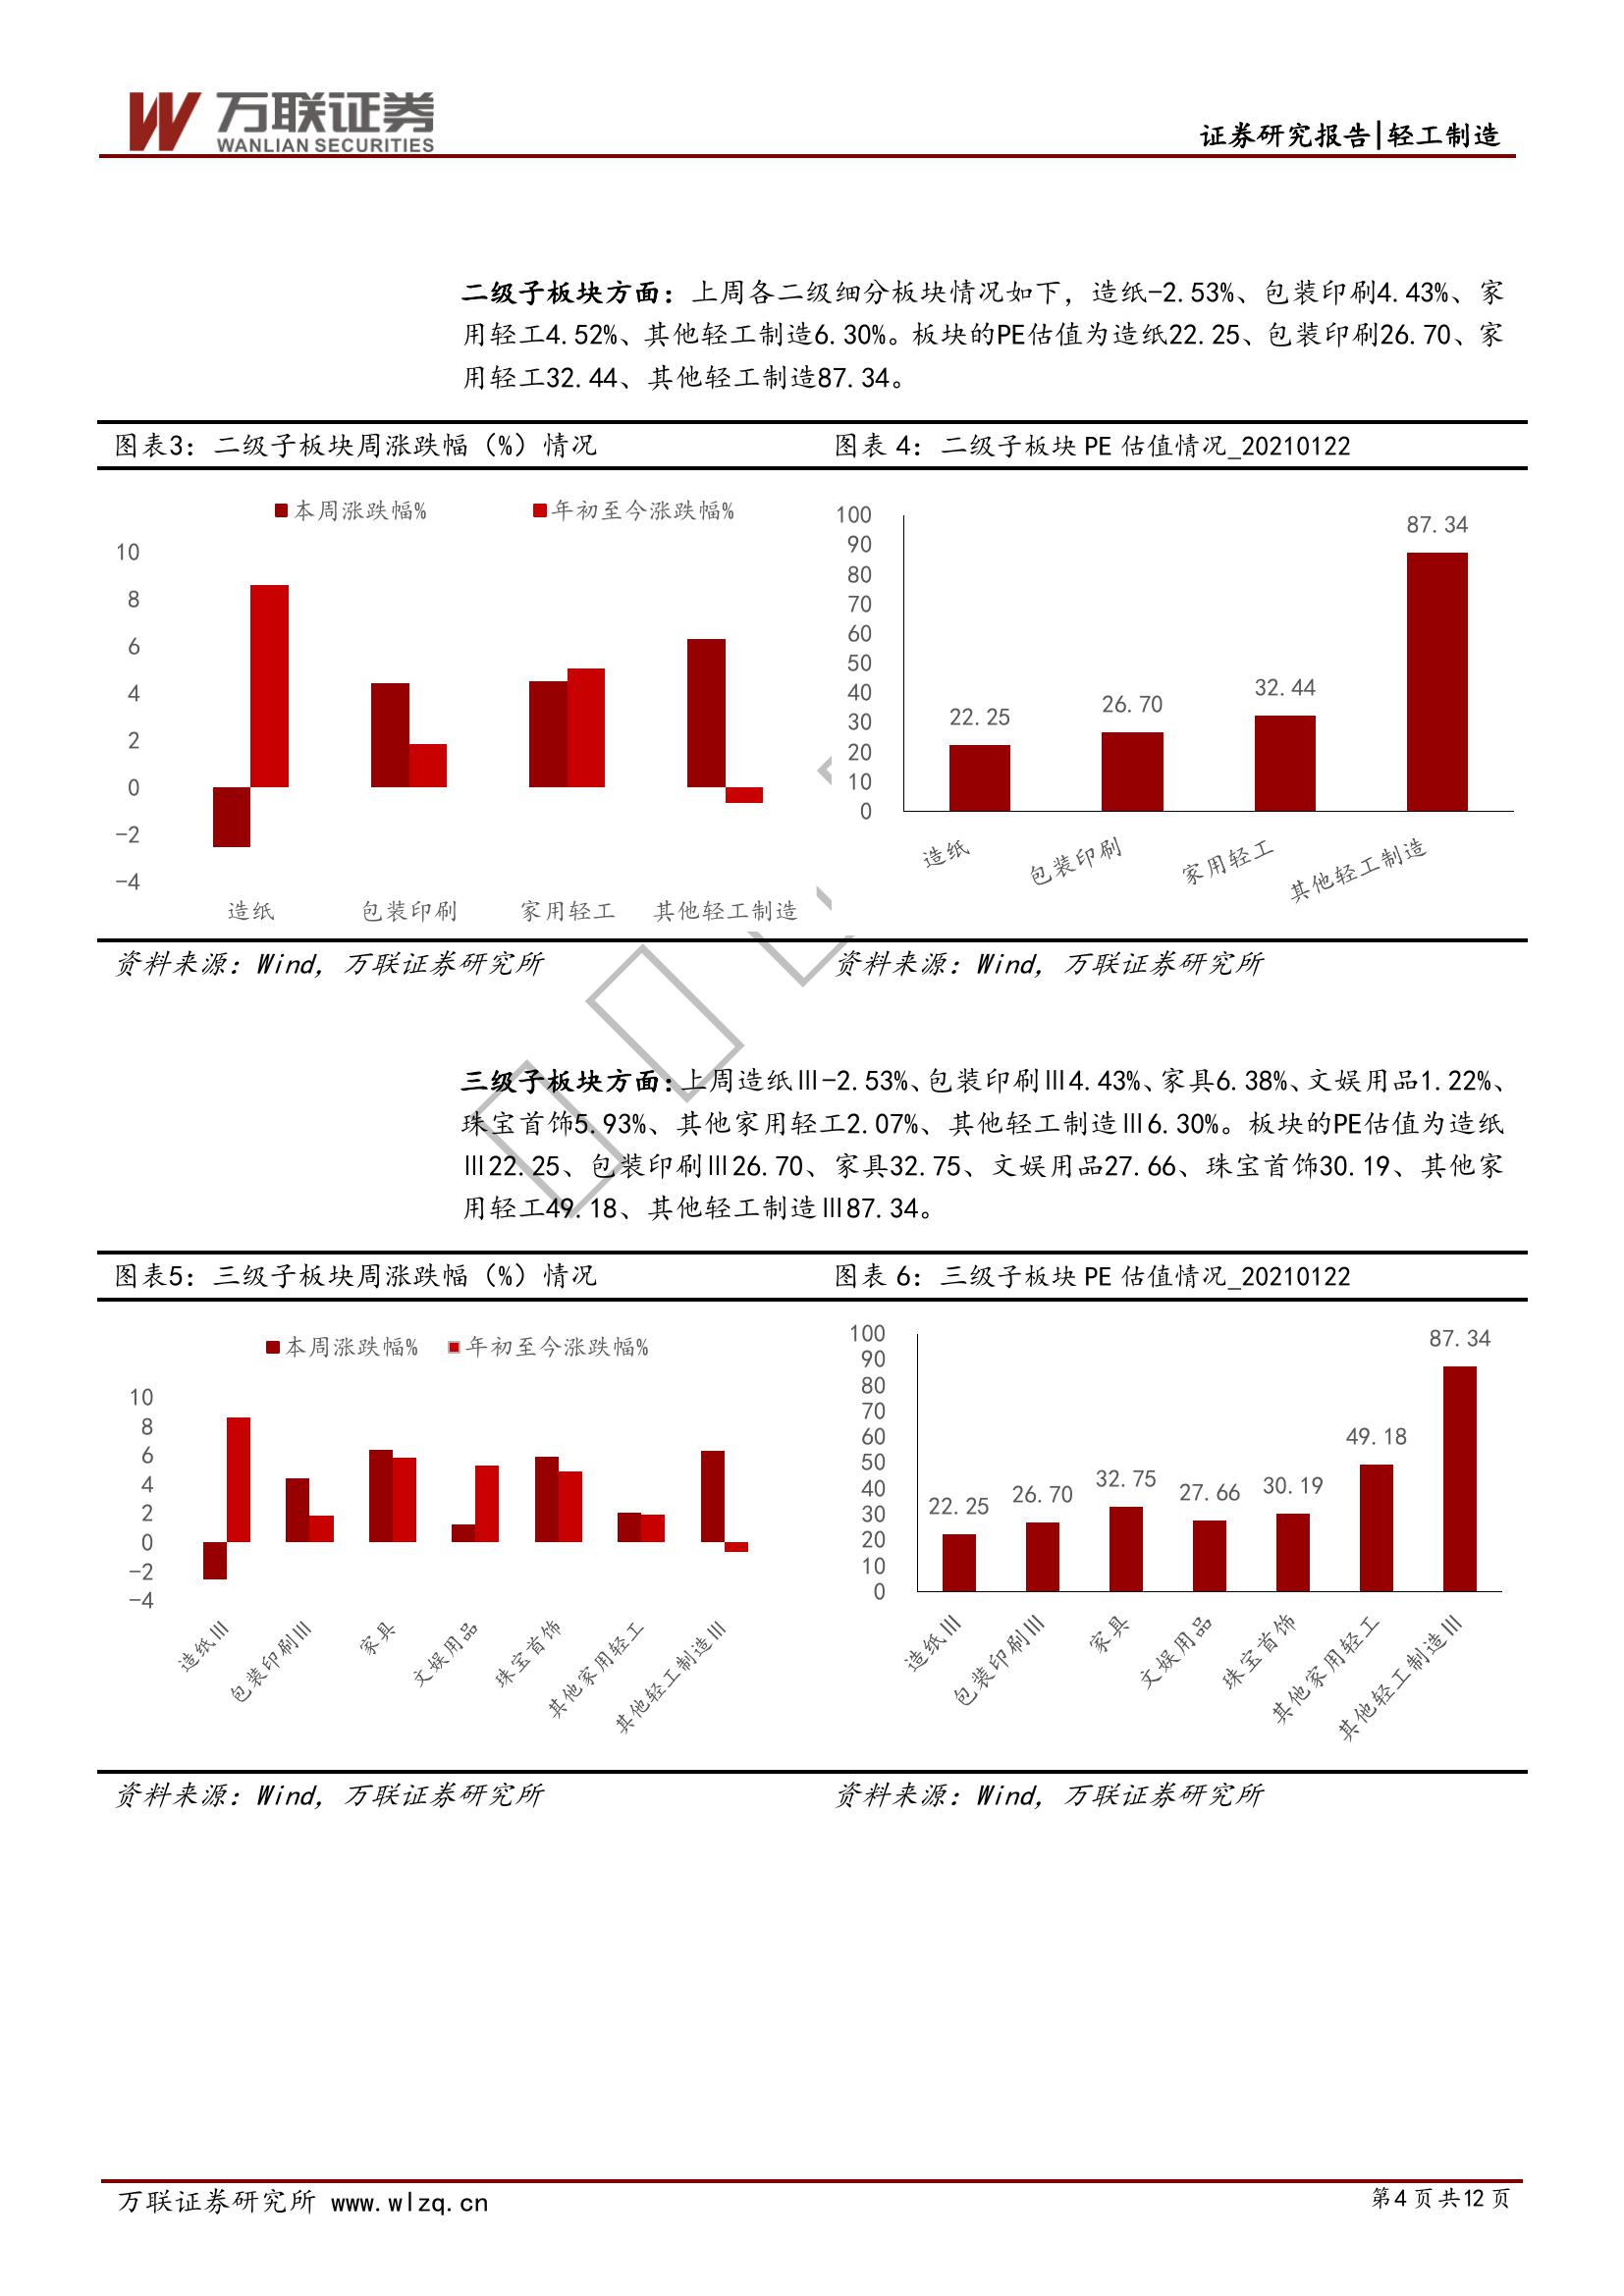 万联证券
WANLIAN SECURITIES
证券研究报告|轻工制造
二级子板块方面：上周各二级细分板块情况如下，造纸-2.53%、包装印刷4.43%、家
用轻工4.52%、其他轻工制造6.30%。板块的PE估值为造纸22.25、包装印刷26.70、家
用轻工32.44、其他轻工制造87.34。
图表3：二级子板块周涨跌幅（%）情况
本周涨跌幅%
年初至今涨跌幅%
10
8
6
4
2
0
-2
-4
造纸
包装印刷
家用轻工
其他轻工制造
资料来源：Wind，万联证券研究所
图表 4：二级子板块 PE 估值情况_20210122
100
90
80
70
60
50
40
30
20
10
0
22.25
26.70
32.44
87.34
造纸
包装印刷
家用轻工
其他轻工制造
资料来源：Wind，万联证券研究所
三级子板块方面：上周造纸Ⅲ-2.53%、包装印刷Ⅲ4.43%、家具6.38%、文娱用品1.22%、
珠宝首饰5.93%、其他家用轻工2.07%、其他轻工制造Ⅲ6.30%。板块的PE估值为造纸
Ⅲ22.25、包装印刷Ⅲ26.70、家具32.75、文娱用品27.66、珠宝首饰30.19、其他家
用轻工49.18、其他轻工制造Ⅲ87.34。
图表5：三级子板块周涨跌幅（%）情况
本周涨跌幅%
年初至今涨跌幅%
10
8
6
4
2
0
-2
-4
造纸Ⅲ
包装印刷Ⅲ
家具
文娱用品
珠宝首饰
其他家用轻工
其他轻工制造Ⅲ
资料来源：Wind，万联证券研究所
图表 6：三级子板块 PE 估值情况_20210122
100
90
80
70
60
50
40
30
20
10
0
22.25
26.70
32.75
27.66
30.19
49.18
87.34
造纸Ⅲ
包装印刷Ⅲ
家具
文娱用品
珠宝首饰
其他家用轻工
其他轻工制造Ⅲ
资料来源：Wind，万联证券研究所
万联证券研究所 www.wlzq.cn
第4页共12页